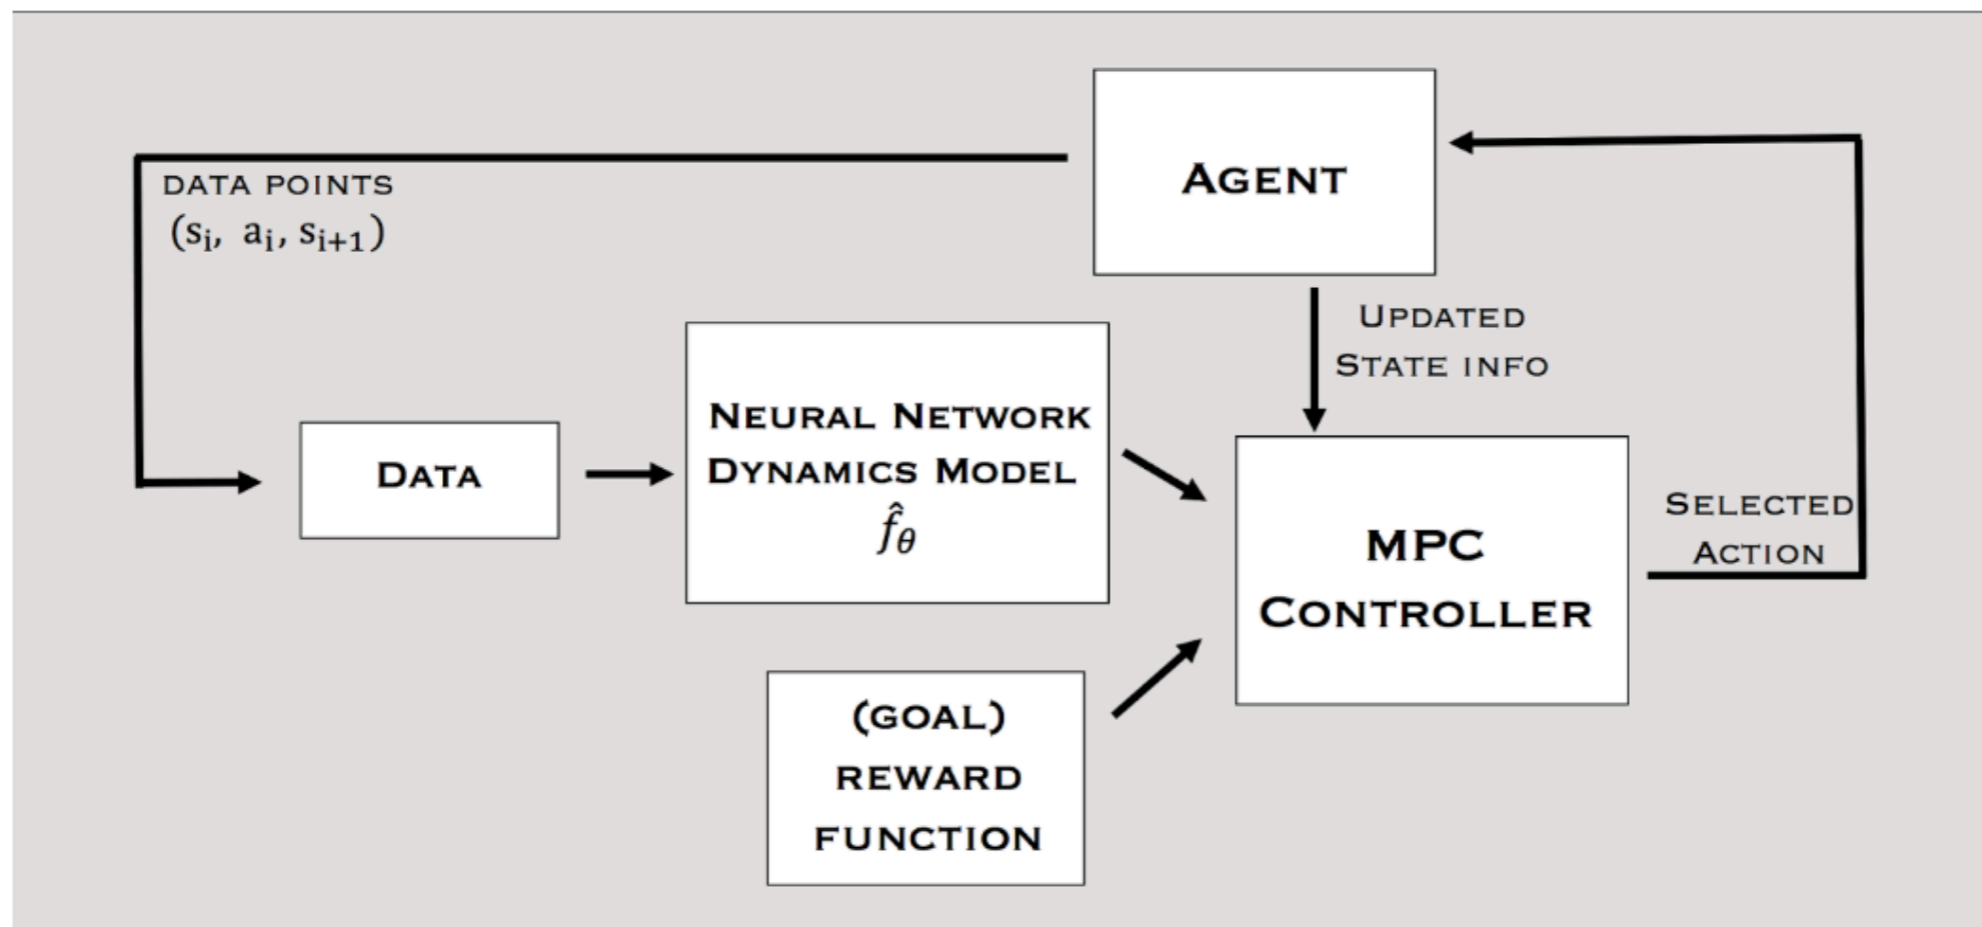 AGENT
DATA POINTS
(sᵢ, aᵢ, sᵢ₊₁)
UPDATED
STATE INFO
NEURAL NETWORK
DYNAMICS MODEL
f̂_θ
DATA
SELECTED
ACTION
MPC
CONTROLLER
(GOAL)
REWARD
FUNCTION